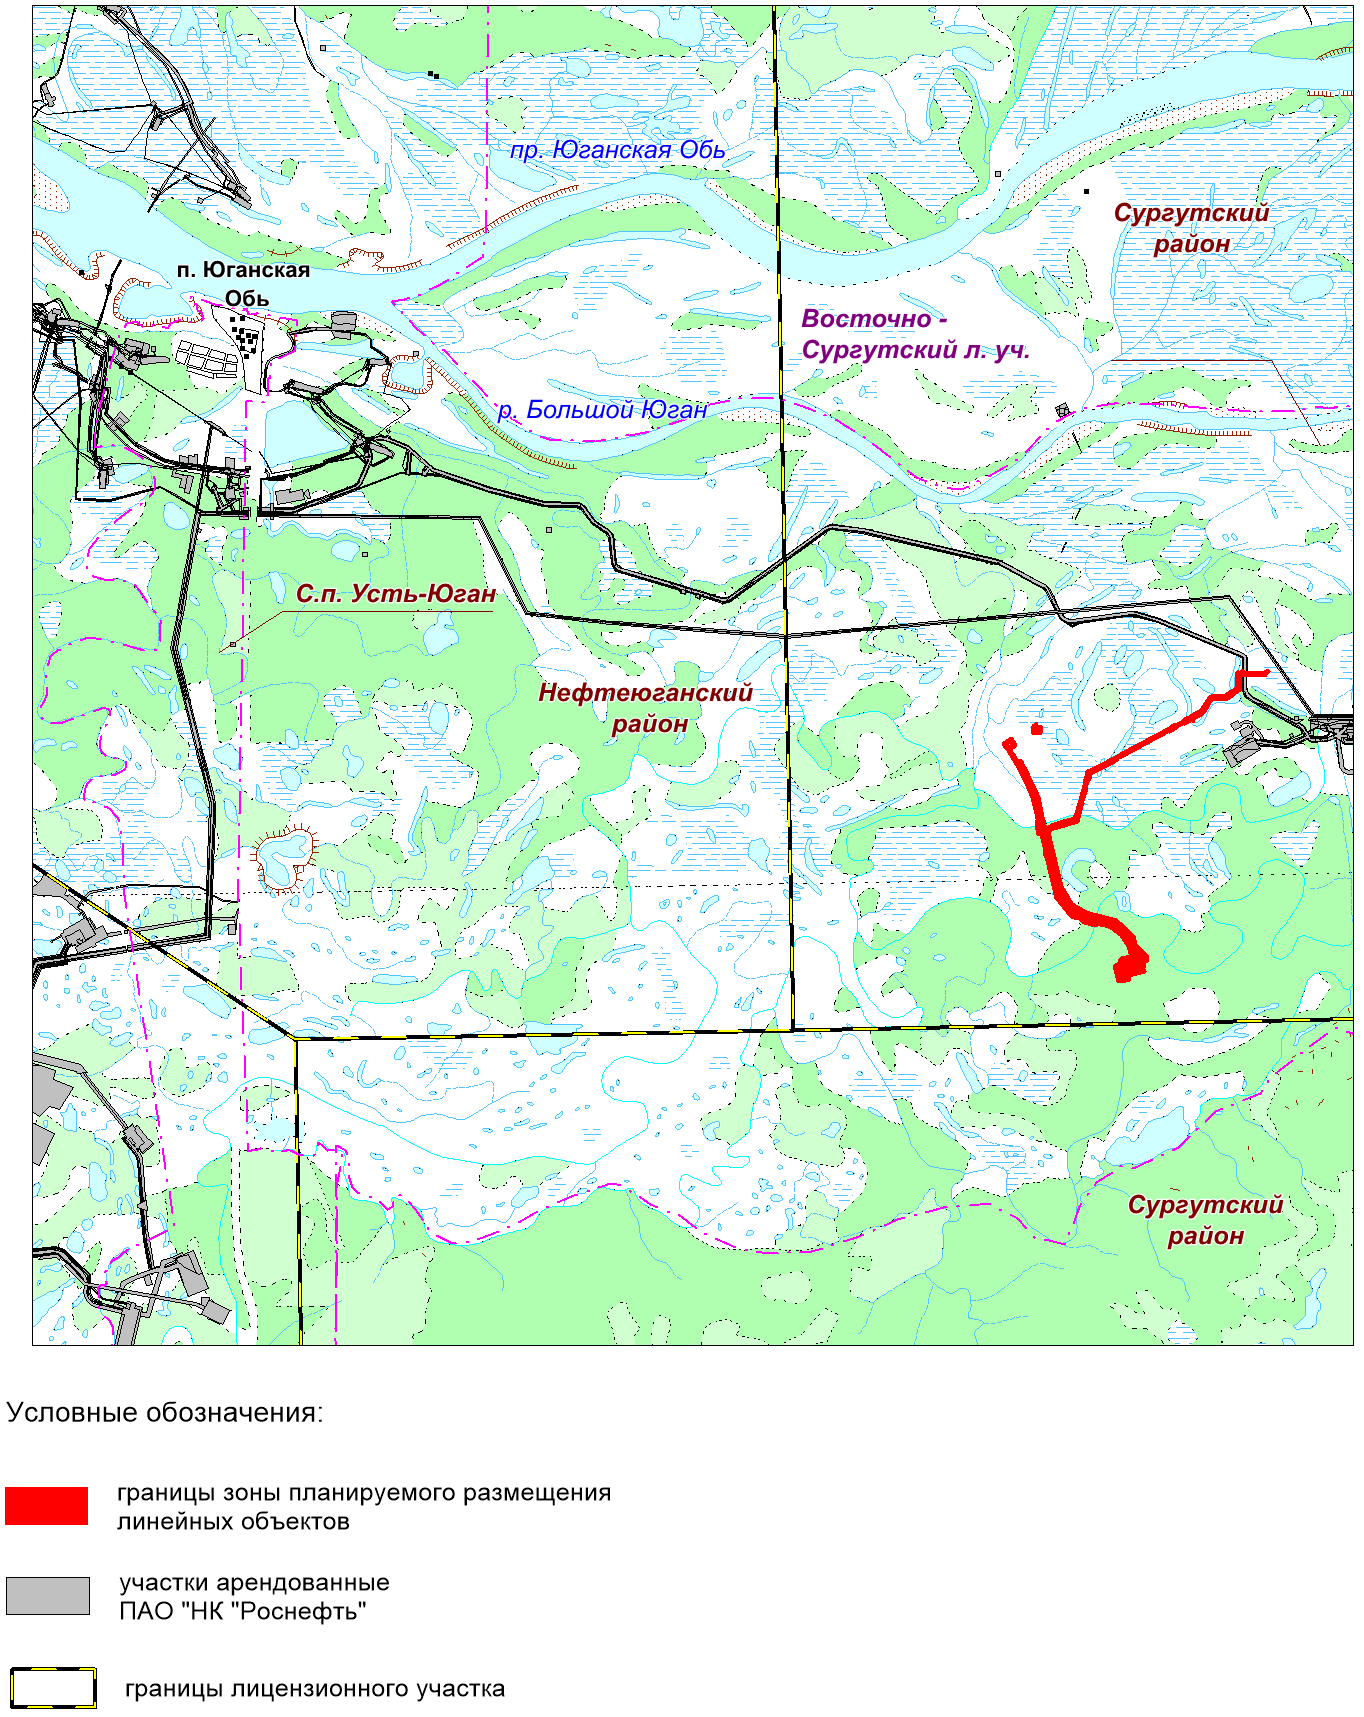 пр. Юганская Обь
Сургутский
район
п. Юганская
Обь
Восточно -
Сургутский л. уч.
р. Большой Юган
С.п. Усть-Юган
Нефтеюганский
район
Сургутский
район
Условные обозначения:
границы зоны планируемого размещения
линейных объектов
участки арендованные
ПАО "НК "Роснефть"
границы лицензионного участка